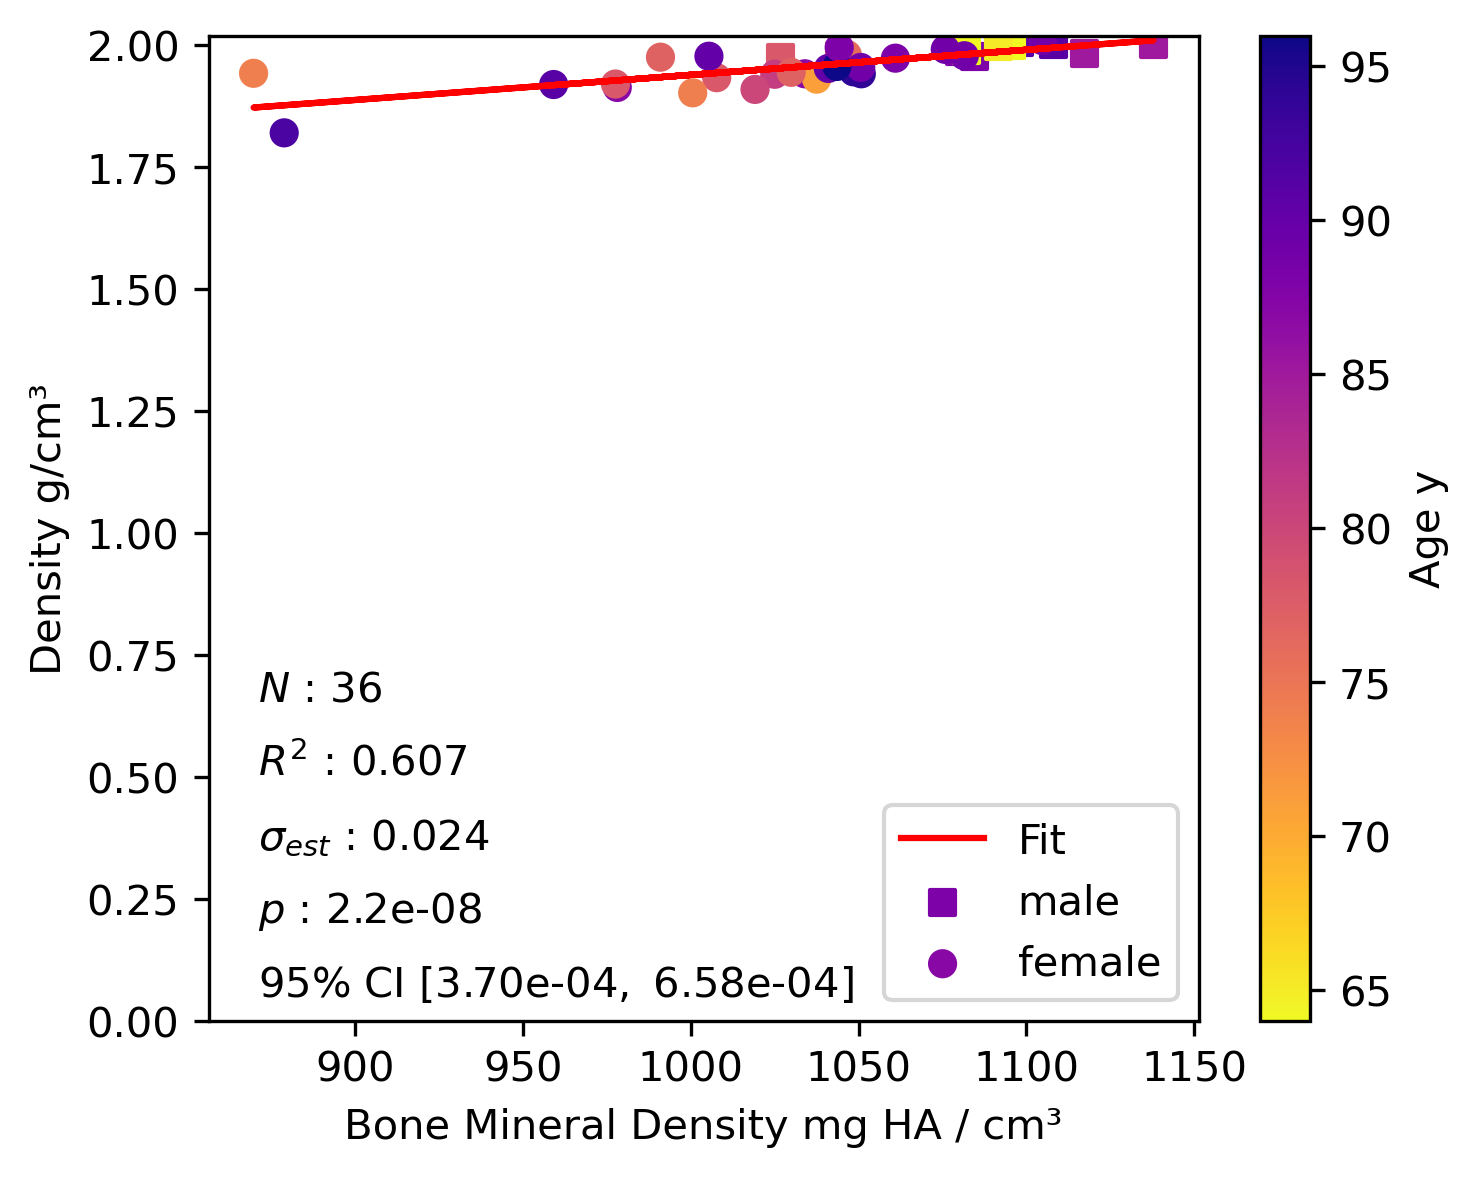 2.00
1.75
1.50
1.25
1.00
0.75
0.50
0.25
0.00
Density g/cm³
N : 36
R² : 0.607
σest : 0.024
p : 2.2e-08
95% CI [3.70e-04, 6.58e-04]
Fit
male
female
900 950 1000 1050 1100 1150
Bone Mineral Density mg HA / cm³
95
90
85
80
75
70
65
Age y